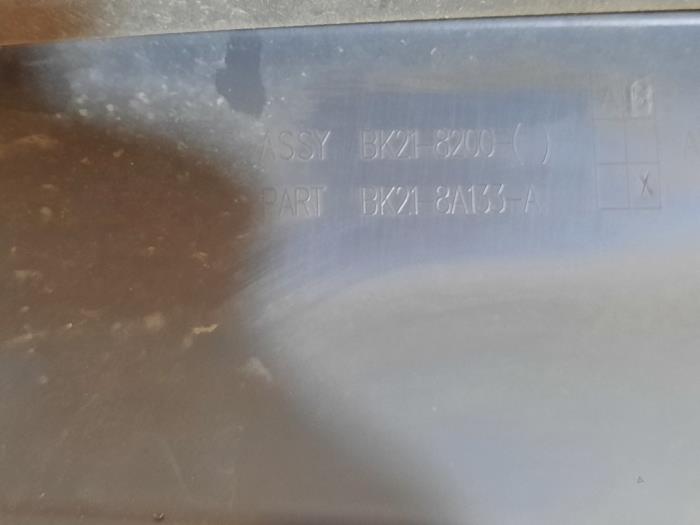 A B
ASSY BK21-8200-( )
PART BK21-8A133-A
X
A